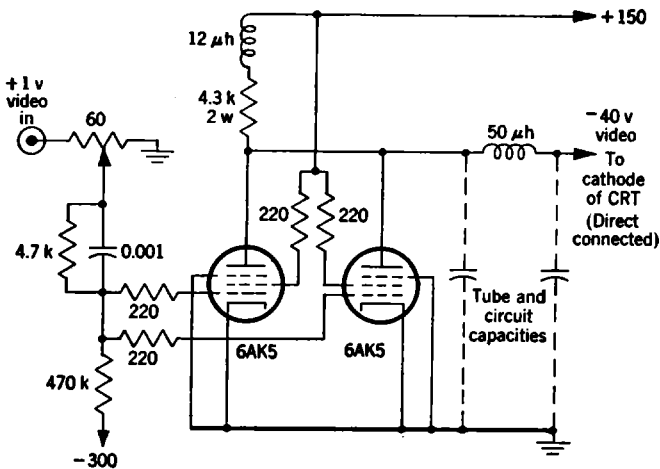 12 μh
+150
+1 v
video
in
60
4.3 k
2 w
50 μh
−40 v
video
To
cathode
of CRT
(Direct
connected)
220
220
4.7 k
0.001
220
220
6AK5
6AK5
Tube and
circuit
capacities
470 k
−300